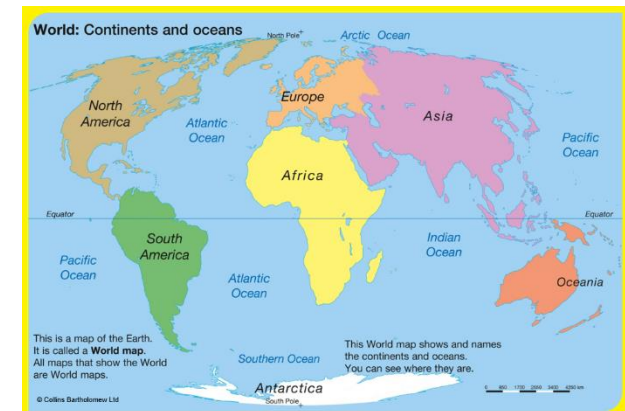 World: Continents and oceans
North Pole
Arctic Ocean
North
America
Europe
Asia
Atlantic
Ocean
Pacific
Ocean
Africa
Equator
Equator
South
America
Indian
Ocean
Pacific
Ocean
Atlantic
Ocean
Oceania
This is a map of the Earth.
It is called a World map.
All maps that show the World
are World maps.
Southern Ocean
This World map shows and names
the continents and oceans.
You can see where they are.
Antarctica
South Pole
© Collins Bartholomew Ltd